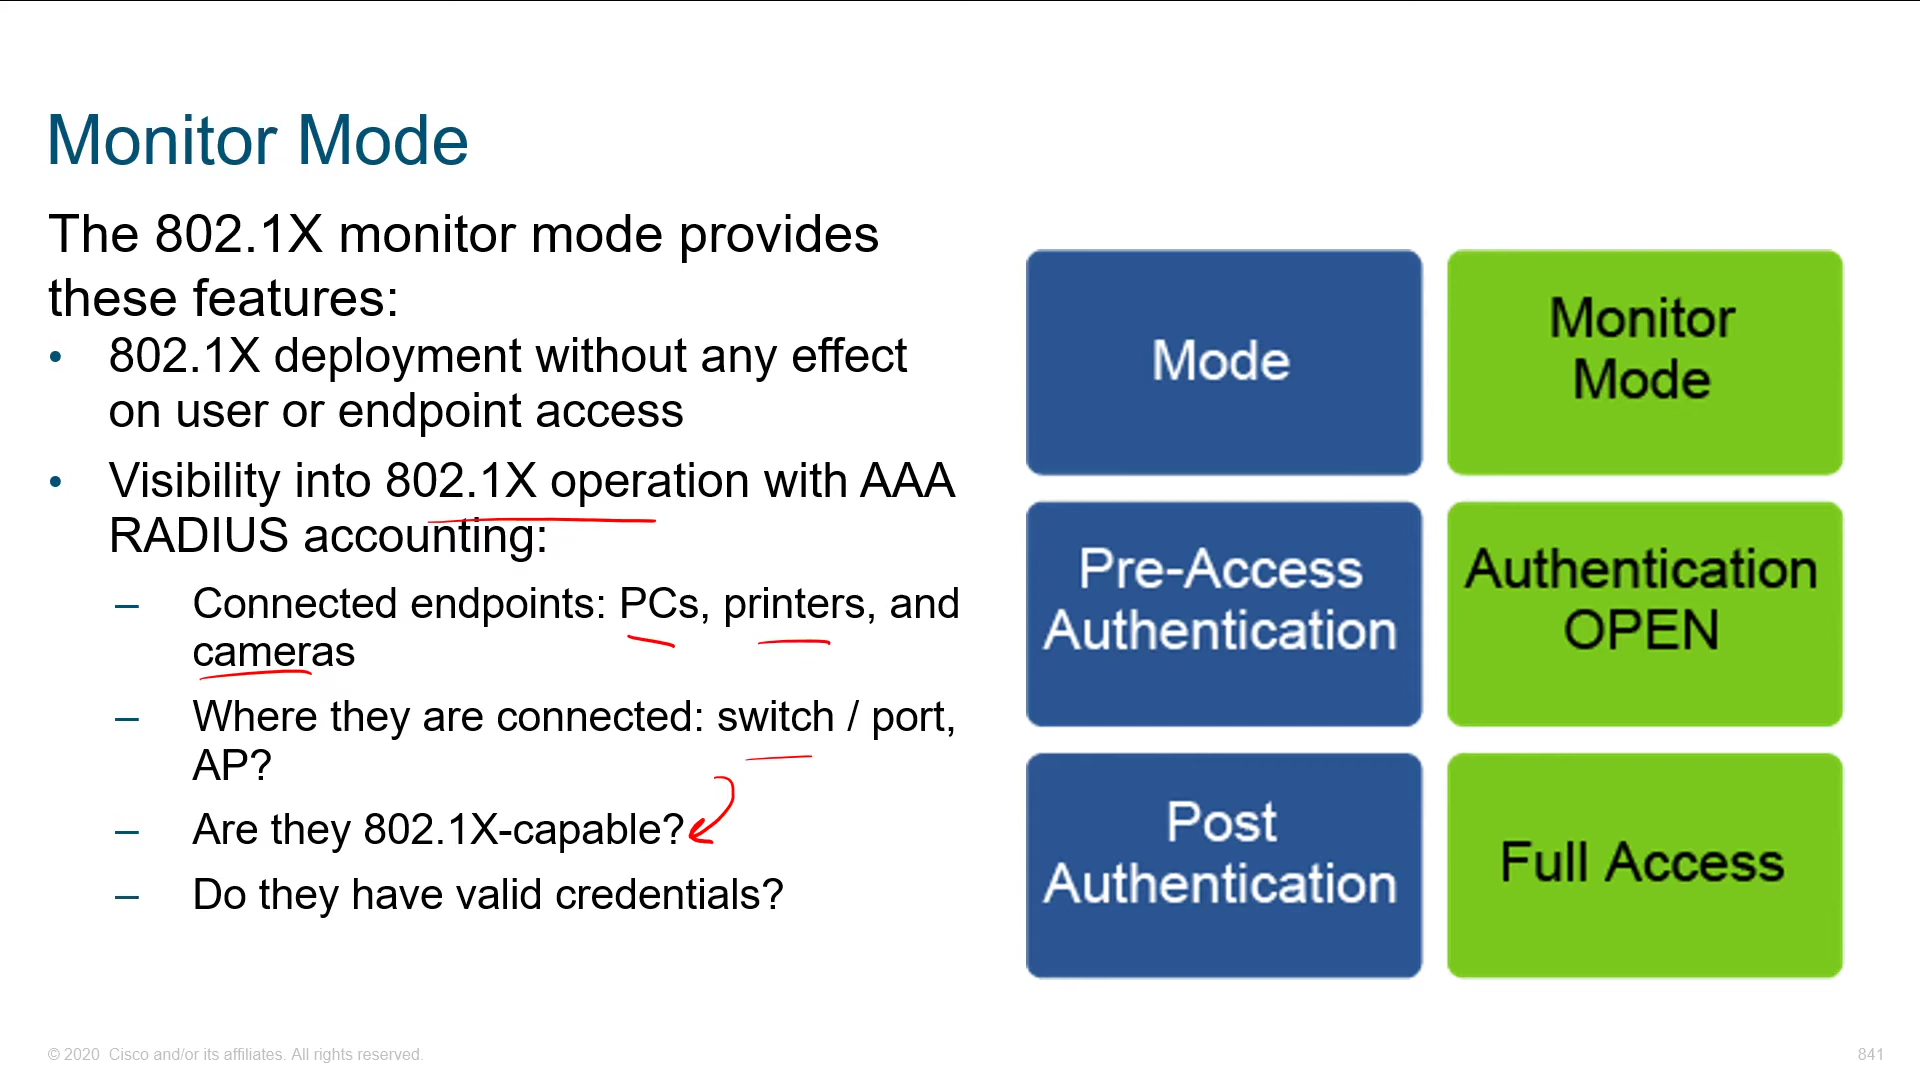 Monitor Mode
The 802.1X monitor mode provides
these features:
• 802.1X deployment without any effect
on user or endpoint access
• Visibility into 802.1X operation with AAA
RADIUS accounting:
– Connected endpoints: PCs, printers, and
cameras
– Where they are connected: switch / port,
AP?
– Are they 802.1X-capable?
– Do they have valid credentials?
Mode
Monitor
Mode
Pre-Access
Authentication
Authentication
OPEN
Post
Authentication
Full Access
© 2020 Cisco and/or its affiliates. All rights reserved.
841